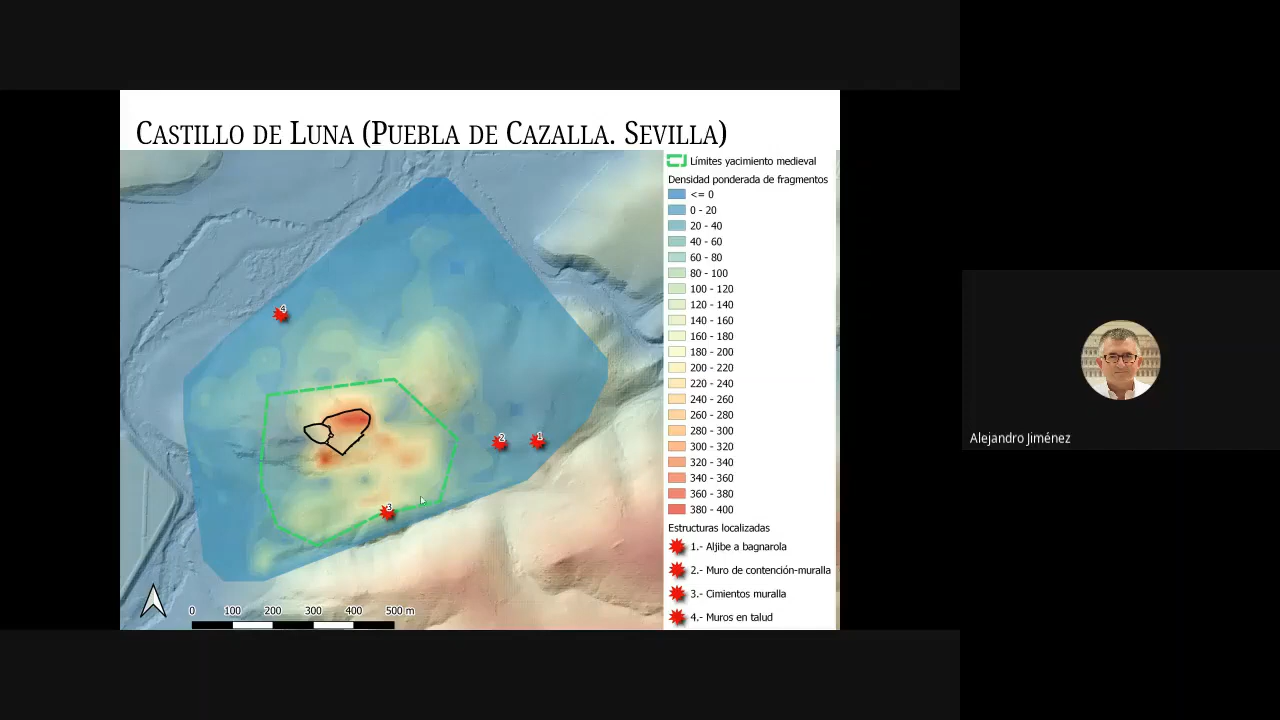 CASTILLO DE LUNA (PUEBLA DE CAZALLA. SEVILLA)
Límites yacimiento medieval
Densidad ponderada de fragmentos
<= 0
0 - 20
20 - 40
40 - 60
60 - 80
80 - 100
100 - 120
120 - 140
140 - 160
160 - 180
180 - 200
200 - 220
220 - 240
240 - 260
260 - 280
280 - 300
300 - 320
320 - 340
340 - 360
360 - 380
380 - 400
Estructuras localizadas
1.- Aljibe a bagnarola
2.- Muro de contención-muralla
3.- Cimientos muralla
4.- Muros en talud
4
2
1
3
0 100 200 300 400 500 m
Alejandro Jiménez